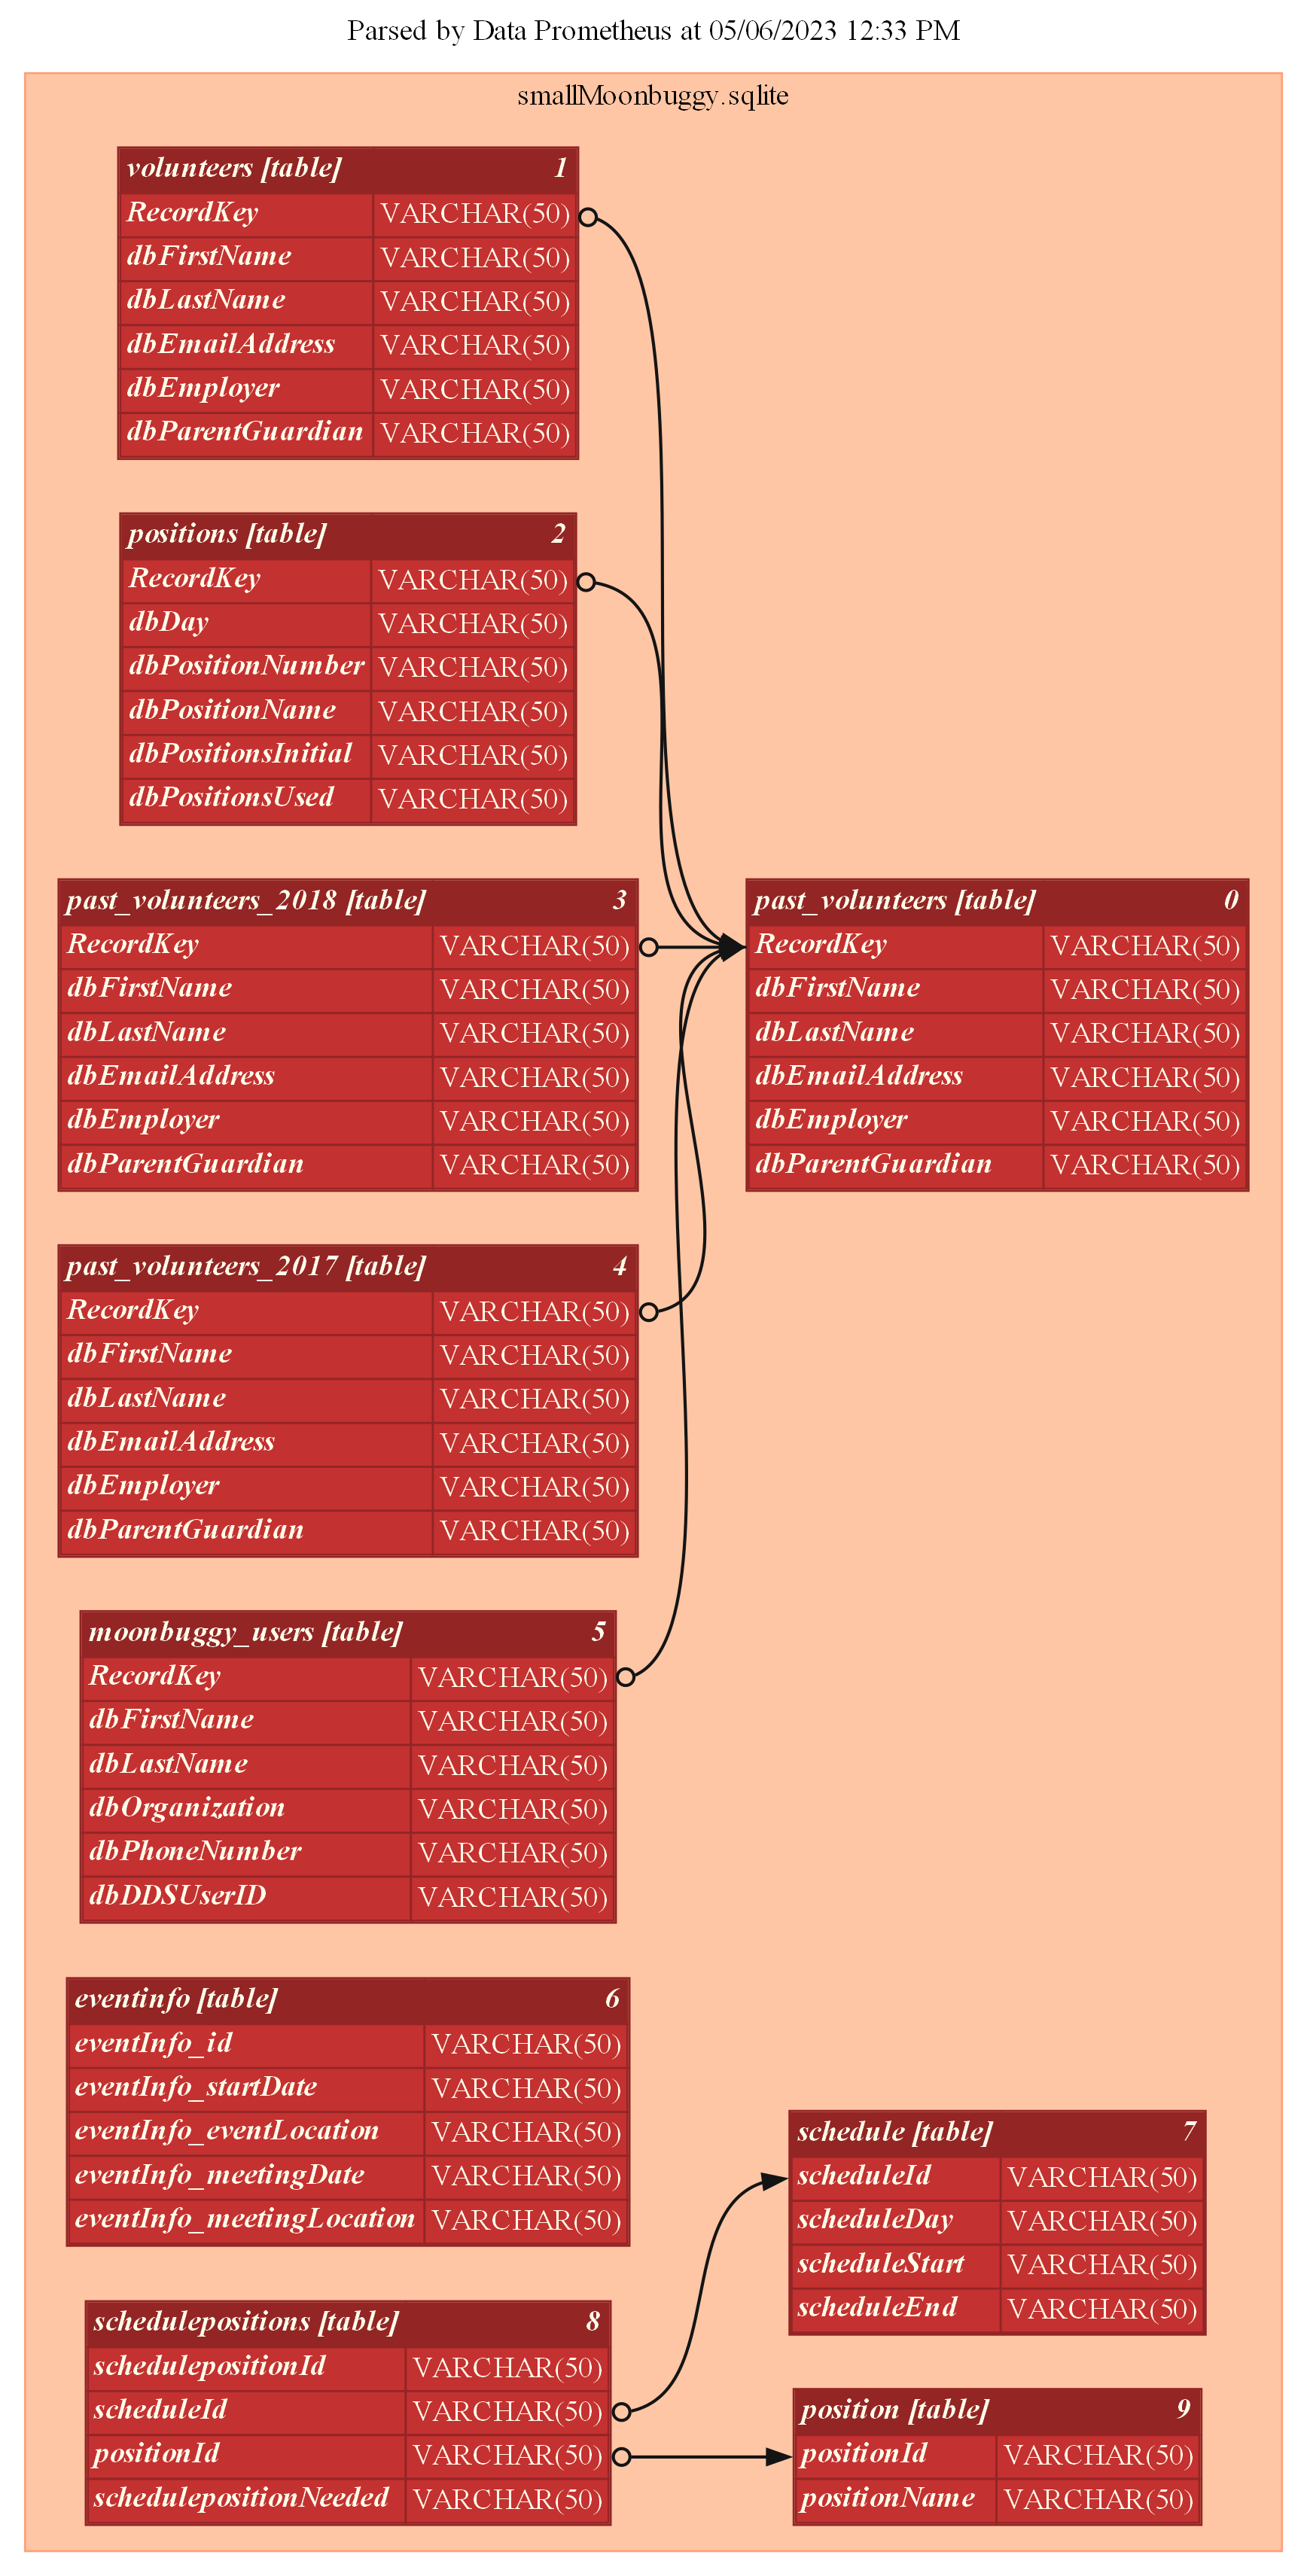 Parsed by Data Prometheus at 05/06/2023 12:33 PM
smallMoonbuggy.sqlite
volunteers [table] 1
RecordKey VARCHAR(50)
dbFirstName VARCHAR(50)
dbLastName VARCHAR(50)
dbEmailAddress VARCHAR(50)
dbEmployer VARCHAR(50)
dbParentGuardian VARCHAR(50)
positions [table] 2
RecordKey VARCHAR(50)
dbDay VARCHAR(50)
dbPositionNumber VARCHAR(50)
dbPositionName VARCHAR(50)
dbPositionsInitial VARCHAR(50)
dbPositionsUsed VARCHAR(50)
past_volunteers_2018 [table] 3
RecordKey VARCHAR(50)
dbFirstName VARCHAR(50)
dbLastName VARCHAR(50)
dbEmailAddress VARCHAR(50)
dbEmployer VARCHAR(50)
dbParentGuardian VARCHAR(50)
past_volunteers [table] 0
RecordKey VARCHAR(50)
dbFirstName VARCHAR(50)
dbLastName VARCHAR(50)
dbEmailAddress VARCHAR(50)
dbEmployer VARCHAR(50)
dbParentGuardian VARCHAR(50)
past_volunteers_2017 [table] 4
RecordKey VARCHAR(50)
dbFirstName VARCHAR(50)
dbLastName VARCHAR(50)
dbEmailAddress VARCHAR(50)
dbEmployer VARCHAR(50)
dbParentGuardian VARCHAR(50)
moonbuggy_users [table] 5
RecordKey VARCHAR(50)
dbFirstName VARCHAR(50)
dbLastName VARCHAR(50)
dbOrganization VARCHAR(50)
dbPhoneNumber VARCHAR(50)
dbDDSUserID VARCHAR(50)
eventinfo [table] 6
eventInfo_id VARCHAR(50)
eventInfo_startDate VARCHAR(50)
eventInfo_eventLocation VARCHAR(50)
eventInfo_meetingDate VARCHAR(50)
eventInfo_meetingLocation VARCHAR(50)
schedule [table] 7
scheduleId VARCHAR(50)
scheduleDay VARCHAR(50)
scheduleStart VARCHAR(50)
scheduleEnd VARCHAR(50)
schedulepositions [table] 8
schedulepositionId VARCHAR(50)
scheduleId VARCHAR(50)
positionId VARCHAR(50)
schedulepositionNeeded VARCHAR(50)
position [table] 9
positionId VARCHAR(50)
positionName VARCHAR(50)